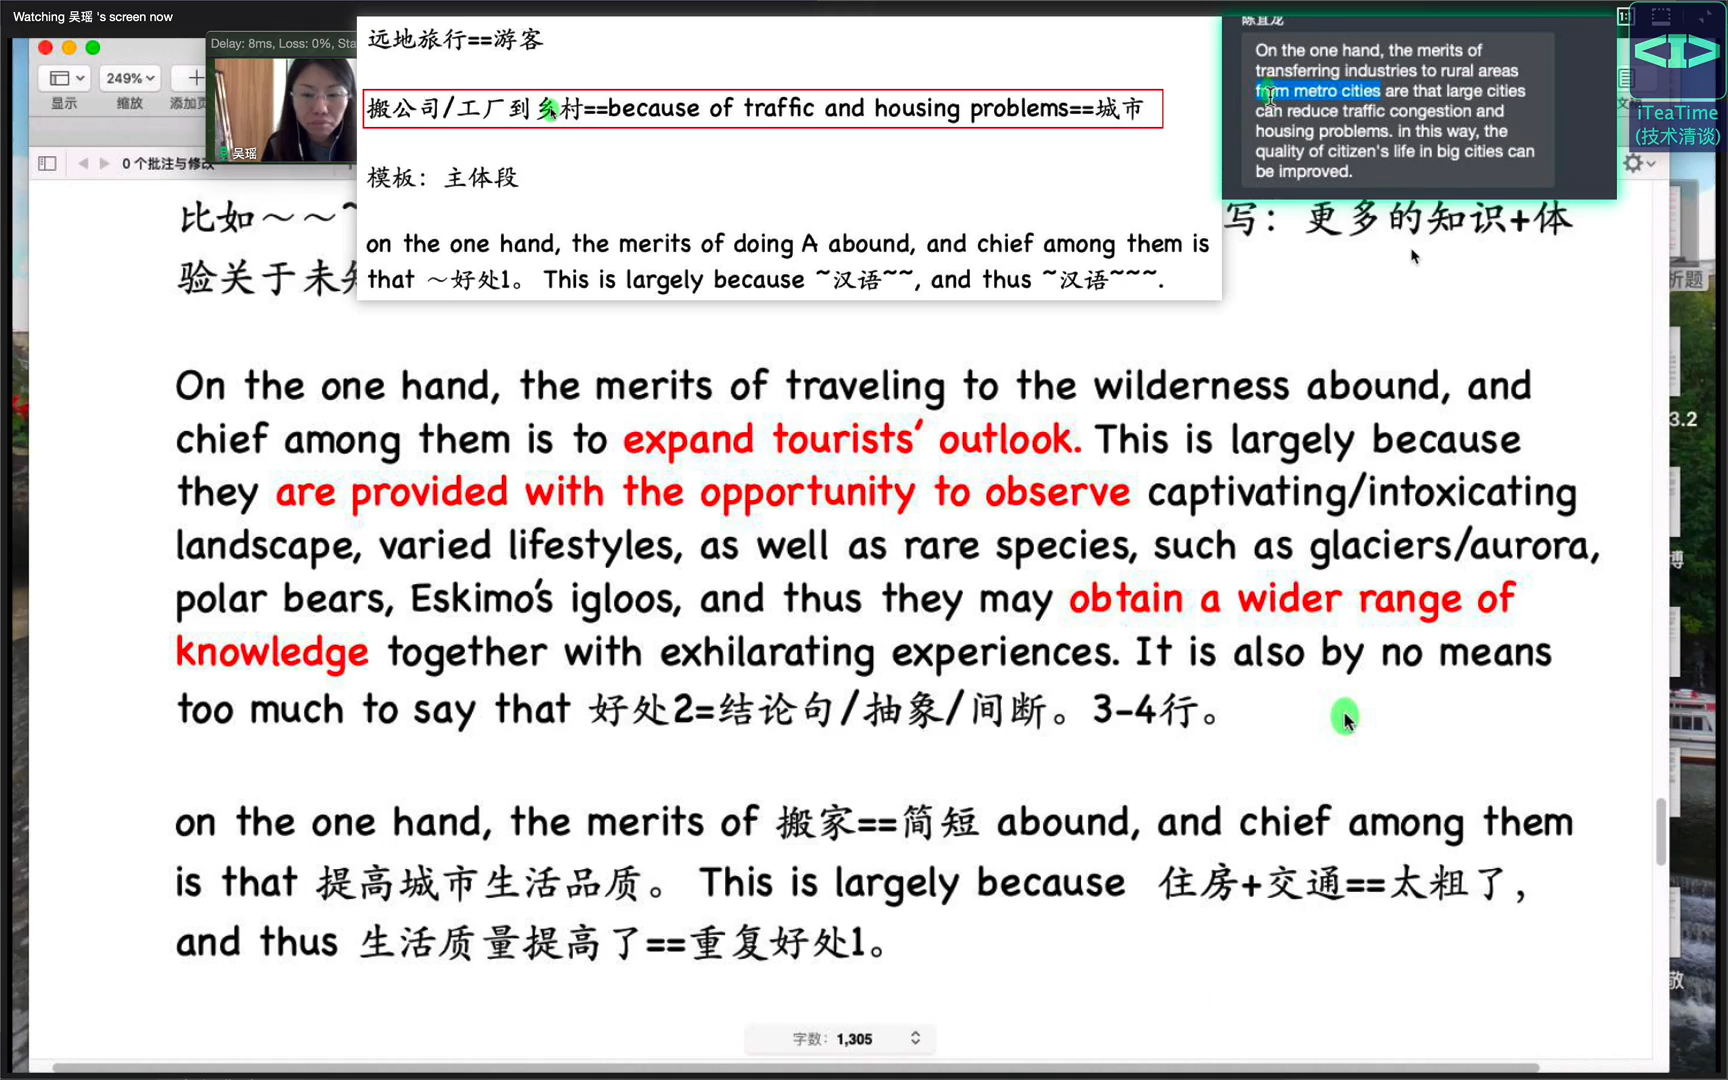 Watching 吴瑶 's screen now
Delay: 8ms, Loss: 0%, Sta
249%
显示
缩放
添加页
0 个批注与修改
吴瑶
远地旅行==游客
搬公司/工厂到乡村==because of traffic and housing problems==城市
模板：主体段
on the one hand, the merits of doing A abound, and chief among them is
that ～好处1。 This is largely because ~汉语~~, and thus ~汉语~~~.
陈宜龙
On the one hand, the merits of
transferring industries to rural areas
from metro cities are that large cities
can reduce traffic congestion and
housing problems. in this way, the
quality of citizen's life in big cities can
be improved.
iTeaTime
(技术清谈)
比如～～~
写：更多的知识+体
验关于未知
折题
On the one hand, the merits of traveling to the wilderness abound, and
chief among them is to expand tourists' outlook. This is largely because
they are provided with the opportunity to observe captivating/intoxicating
landscape, varied lifestyles, as well as rare species, such as glaciers/aurora,
polar bears, Eskimo's igloos, and thus they may obtain a wider range of
knowledge together with exhilarating experiences. It is also by no means
too much to say that 好处2=结论句/抽象/间断。3-4行。
on the one hand, the merits of 搬家==简短 abound, and chief among them
is that 提高城市生活品质。 This is largely because 住房+交通==太粗了，
and thus 生活质量提高了==重复好处1。
3.2
博
敬
字数： 1,305